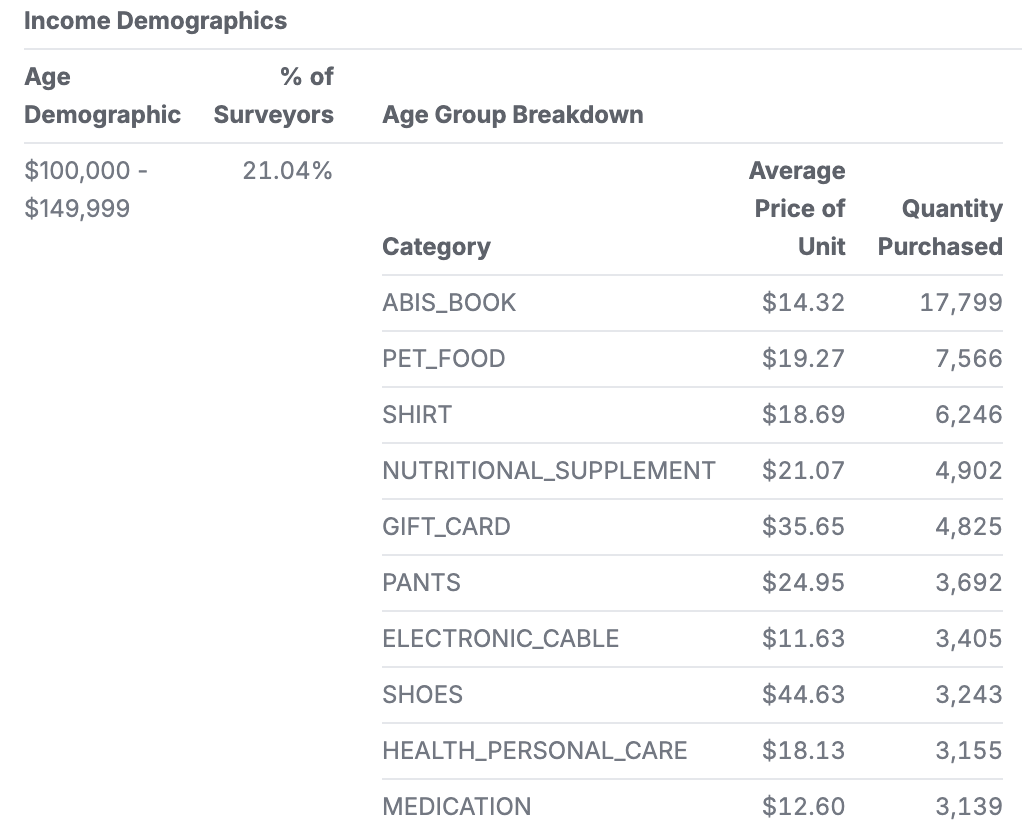 Income Demographics
Age % of
Demographic Surveyors Age Group Breakdown
$100,000 - 21.04% Average
$149,999 Price of Quantity
Category Unit Purchased
ABIS_BOOK $14.32 17,799
PET_FOOD $19.27 7,566
SHIRT $18.69 6,246
NUTRITIONAL_SUPPLEMENT $21.07 4,902
GIFT_CARD $35.65 4,825
PANTS $24.95 3,692
ELECTRONIC_CABLE $11.63 3,405
SHOES $44.63 3,243
HEALTH_PERSONAL_CARE $18.13 3,155
MEDICATION $12.60 3,139